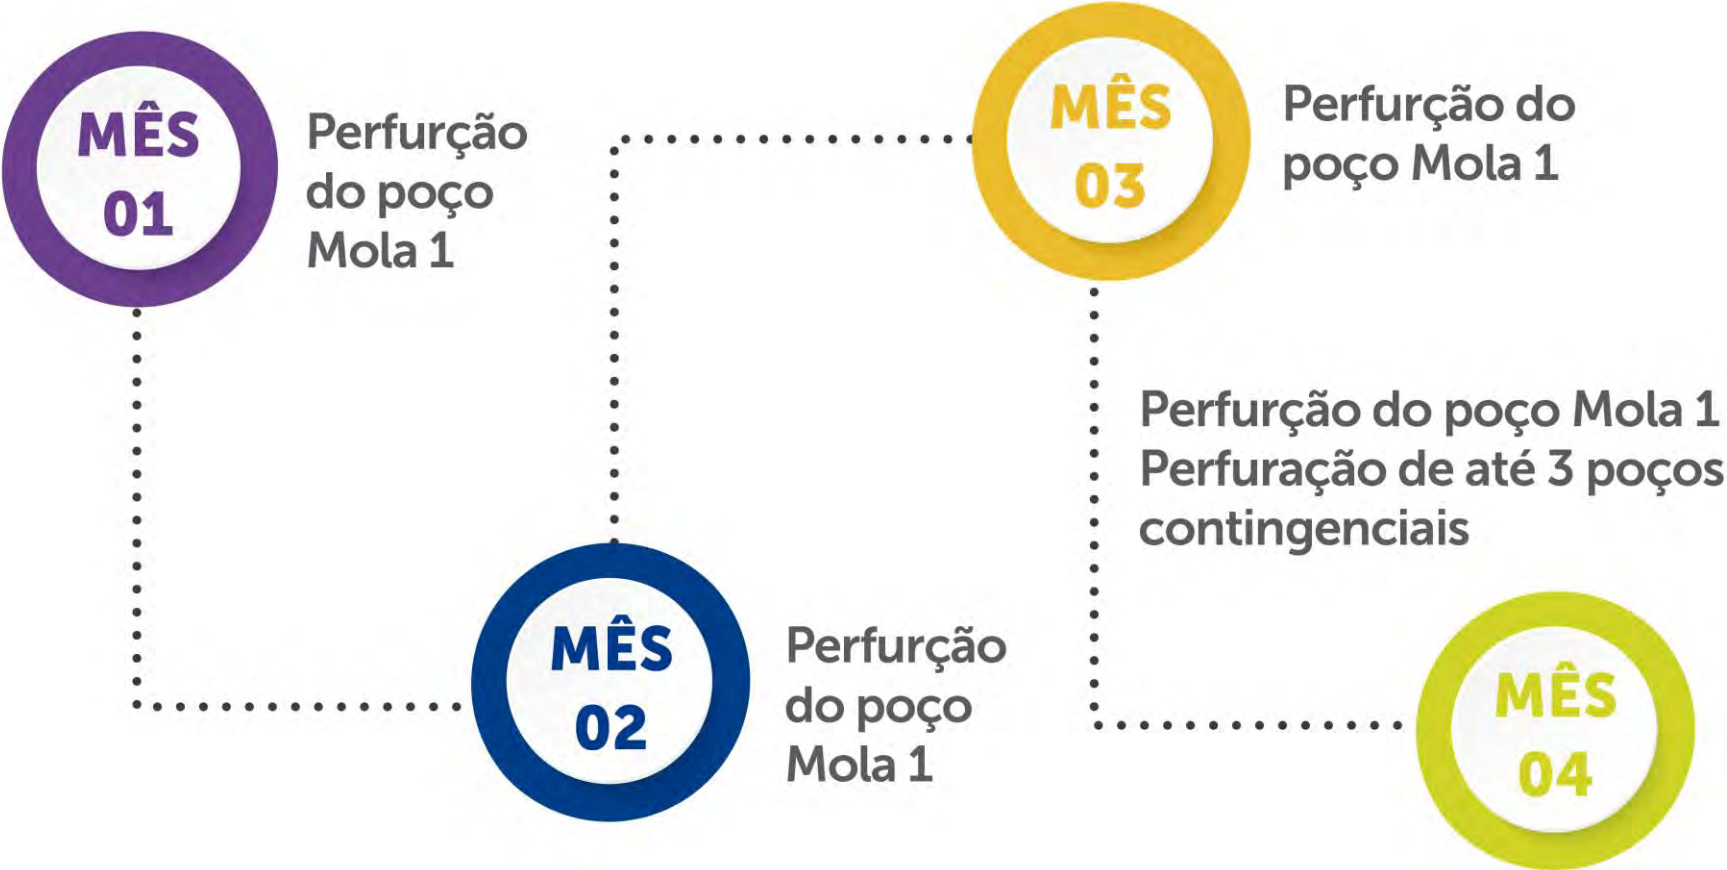 MÊS
01
Perfurção
do poço
Mola 1
MÊS
02
Perfurção
do poço
Mola 1
MÊS
03
Perfurção do
poço Mola 1
Perfurção do poço Mola 1
Perfuração de até 3 poços
contingenciais
MÊS
04